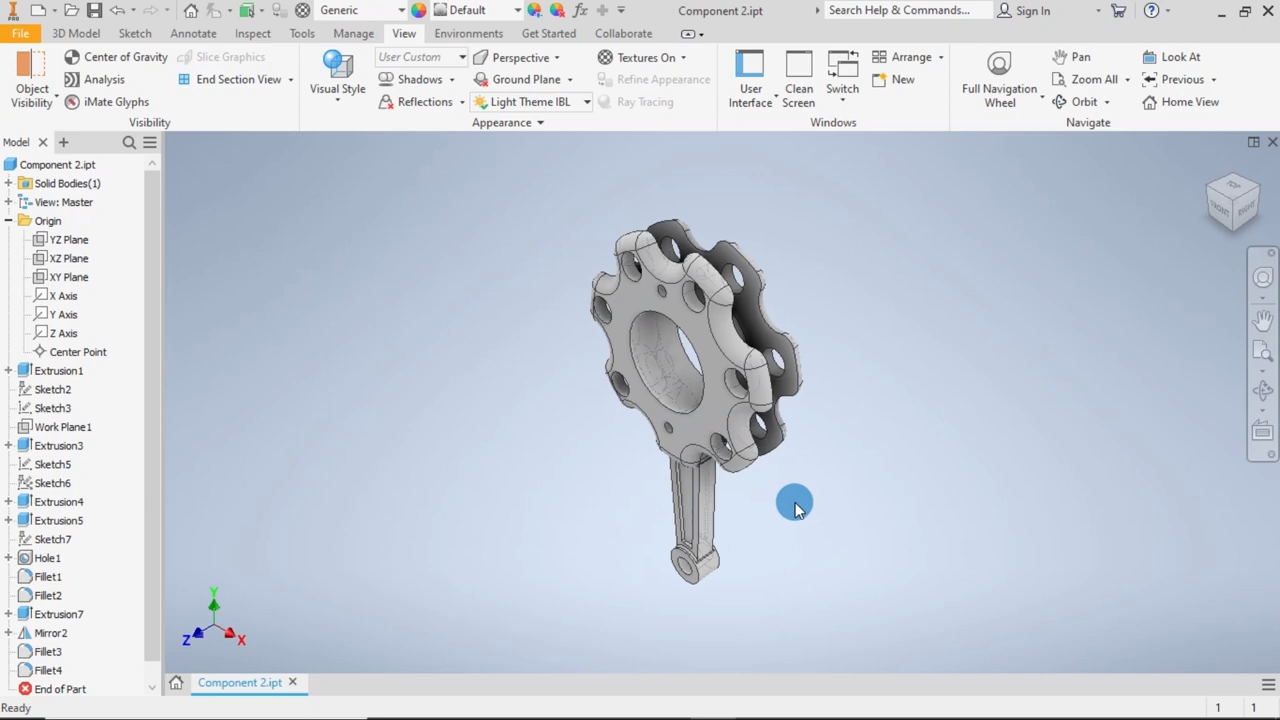 PRO
Generic
Default
Component 2.ipt
Search Help & Commands...
Sign In
File
3D Model
Sketch
Annotate
Inspect
Tools
Manage
View
Environments
Get Started
Collaborate
Object
Visibility
Center of Gravity
Analysis
iMate Glyphs
Slice Graphics
End Section View
Visibility
Visual Style
User Custom
Shadows
Reflections
Perspective
Ground Plane
Light Theme IBL
Textures On
Refine Appearance
Ray Tracing
Appearance
User
Interface
Clean
Screen
Switch
Arrange
New
Windows
Full Navigation
Wheel
Pan
Zoom All
Orbit
Look At
Previous
Home View
Navigate
Model
Component 2.ipt
Solid Bodies(1)
View: Master
Origin
YZ Plane
XZ Plane
XY Plane
X Axis
Y Axis
Z Axis
Center Point
Extrusion1
Sketch2
Sketch3
Work Plane1
Extrusion3
Sketch5
Sketch6
Extrusion4
Extrusion5
Sketch7
Hole1
Fillet1
Fillet2
Extrusion7
Mirror2
Fillet3
Fillet4
End of Part
TOP
FRONT
RIGHT
Y
Z
X
Component 2.ipt
Ready
1
1